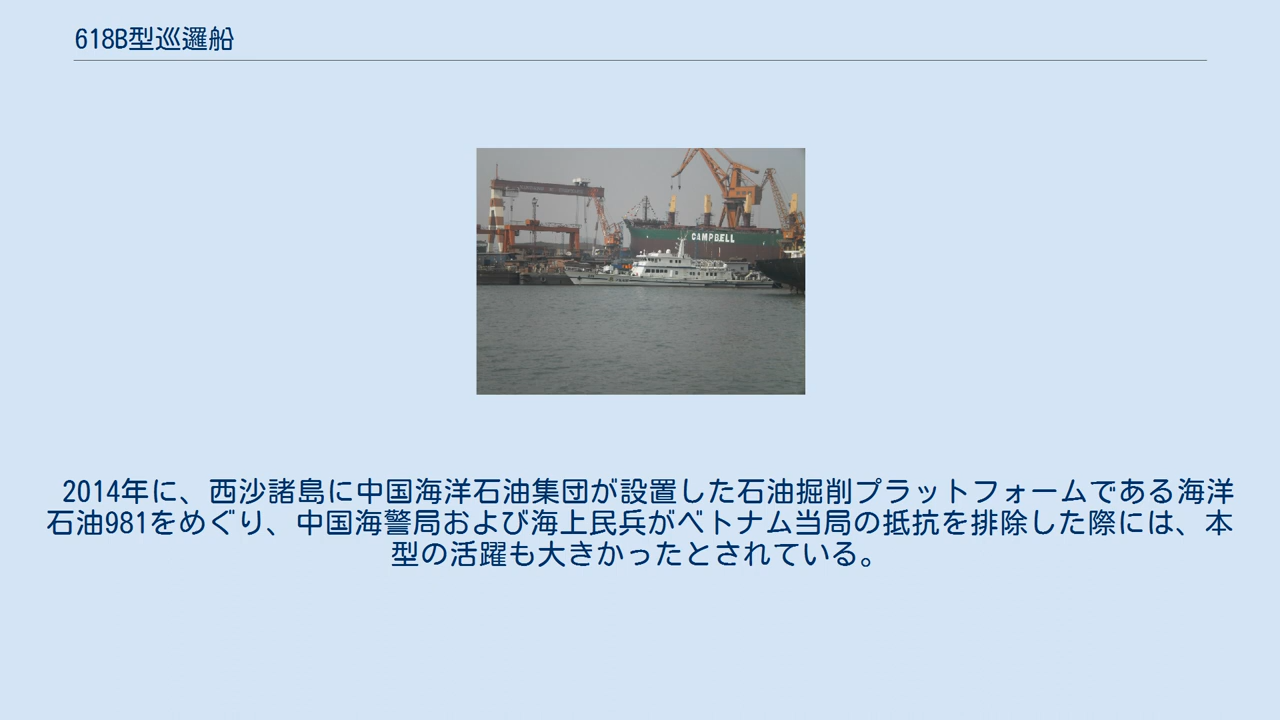 618B型巡邏船
CAMPBELL
2014年に、西沙諸島に中国海洋石油集団が設置した石油掘削プラットフォームである海洋
石油981をめぐり、中国海警局および海上民兵がベトナム当局の抵抗を排除した際には、本
型の活躍も大きかったとされている。